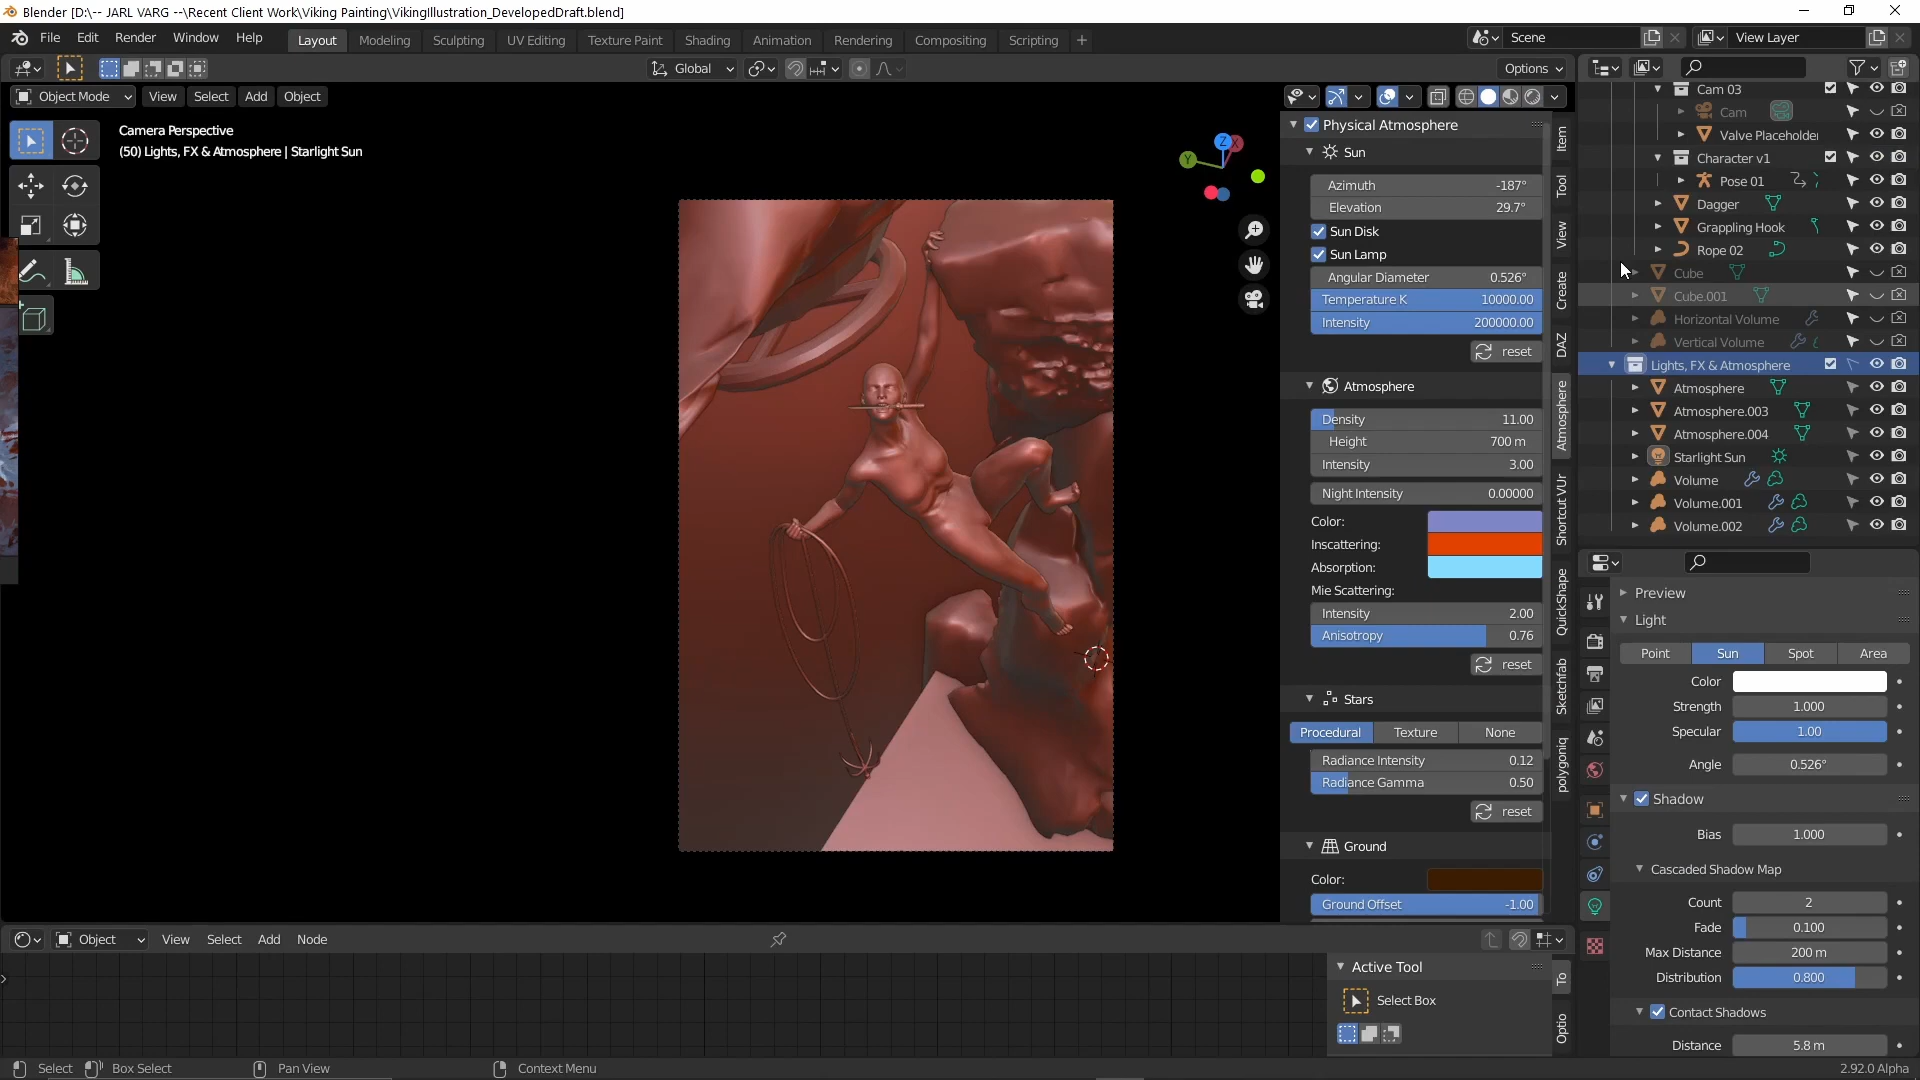 Blender [D:\-- JARL VARG --\Recent Client Work\Viking Painting\VikingIllustration_DevelopedDraft.blend]
File Edit Render Window Help Layout Modeling Sculpting UV Editing Texture Paint Shading Animation Rendering Compositing Scripting + Scene View Layer
Global Options
Object Mode View Select Add Object
Camera Perspective
(50) Lights, FX & Atmosphere | Starlight Sun
Z
Y
Physical Atmosphere
Sun
Azimuth -187°
Elevation 29.7°
Sun Disk
Sun Lamp
Angular Diameter 0.526°
Temperature K 10000.00
Intensity 200000.00
reset
Atmosphere
Density 11.00
Height 700 m
Intensity 3.00
Night Intensity 0.00000
Color:
Inscattering:
Absorption:
Mie Scattering:
Intensity 2.00
Anisotropy 0.76
reset
Stars
Procedural Texture None
Radiance Intensity 0.12
Radiance Gamma 0.50
reset
Ground
Color:
Ground Offset -1.00
Item
Tool
View
Create
DAZ
Atmosphere
Shortcut VUr
QuickShape
Sketchfab
polygoniq
Cam 03
Cam
Valve Placeholder
Character v1
Pose 01
Dagger
Grappling Hook
Rope 02
Cube
Cube.001
Horizontal Volume
Vertical Volume
Lights, FX & Atmosphere
Atmosphere
Atmosphere.003
Atmosphere.004
Starlight Sun
Volume
Volume.001
Volume.002
Preview
Light
Point Sun Spot Area
Color
Strength 1.000
Specular 1.00
Angle 0.526°
Shadow
Bias 1.000
Cascaded Shadow Map
Count 2
Fade 0.100
Max Distance 200 m
Distribution 0.800
Contact Shadows
Distance 5.8 m
Object View Select Add Node
Active Tool
Select Box
To
Optio
Select Box Select Pan View Context Menu 2.92.0 Alpha